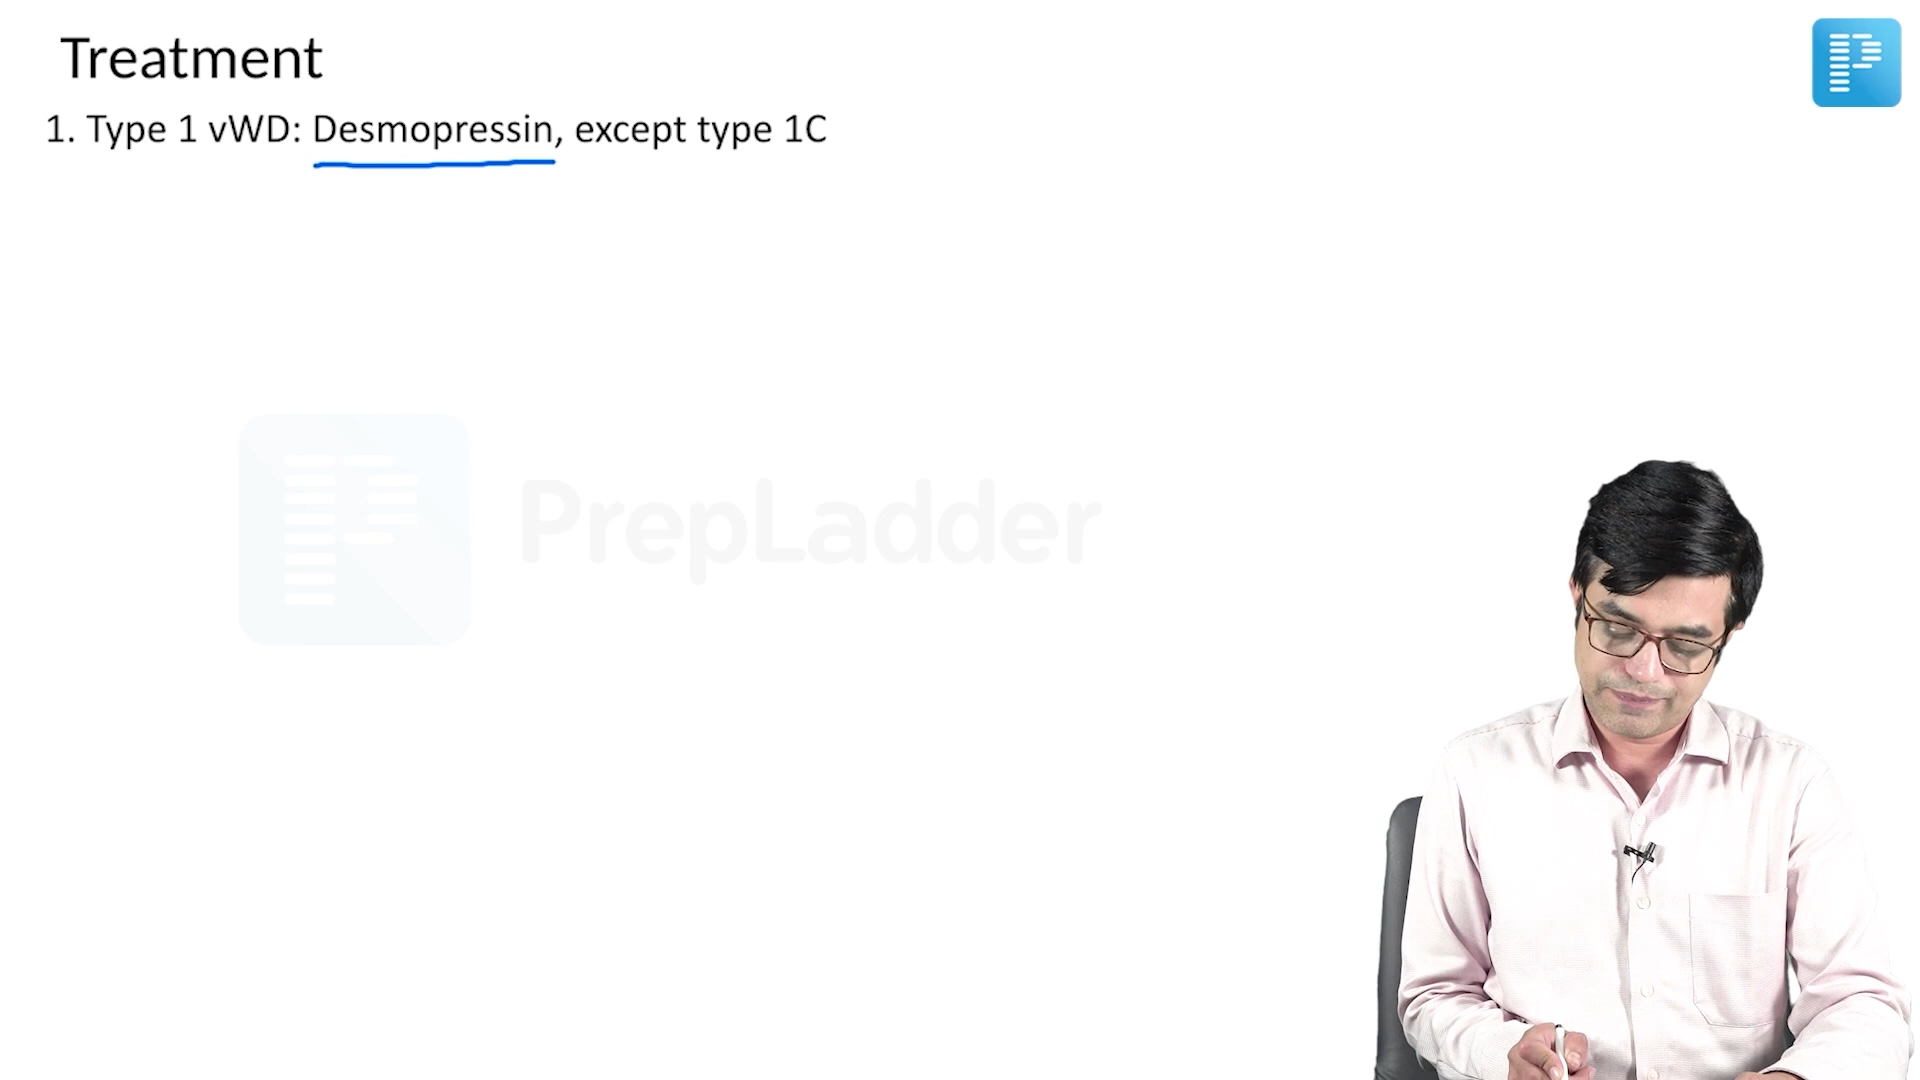 Treatment
1. Type 1 vWD: Desmopressin, except type 1C
PrepLadder